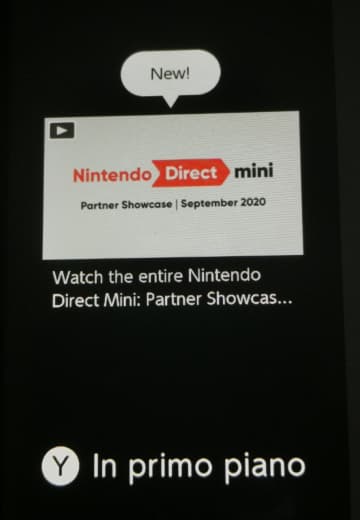 New!
Nintendo Direct mini
Partner Showcase | September 2020
Watch the entire Nintendo
Direct Mini: Partner Showcas...
Y In primo piano